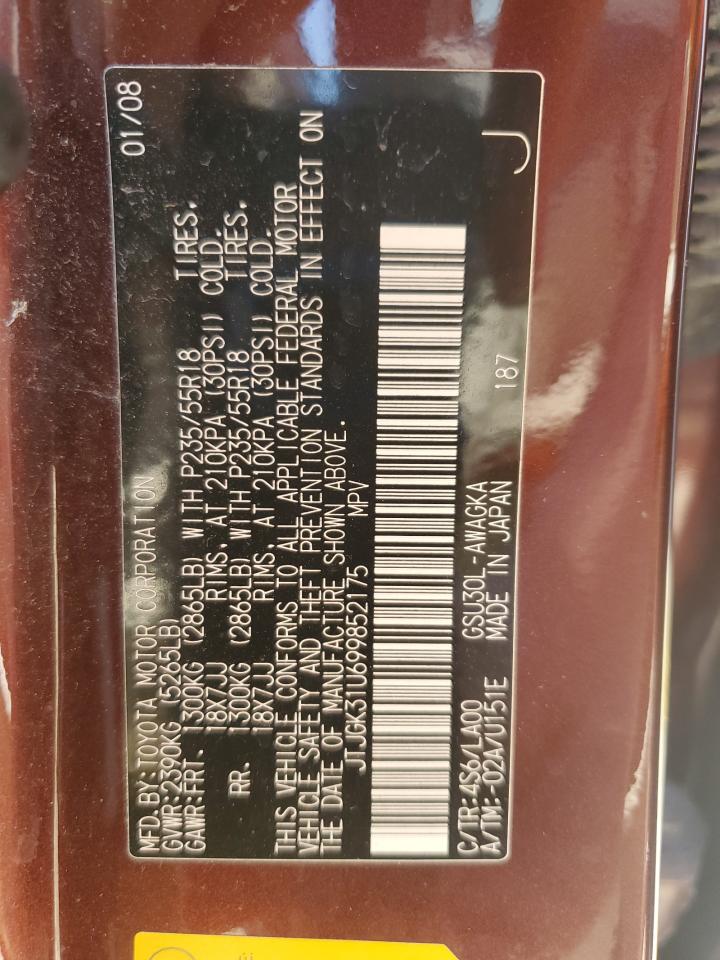 MFD.BY:TOYOTA MOTOR CORPORATION 01/08
GVWR:2390KG (5265LB)
GAWR:FRT. 1300KG (2865LB) WITH P235/55R18 TIRES.
18X7JJ RIMS, AT 210KPA (30PSI) COLD.
RR. 1300KG (2865LB) WITH P235/55R18 TIRES.
18X7JJ RIMS, AT 210KPA (30PSI) COLD.
THIS VEHICLE CONFORMS TO ALL APPLICABLE FEDERAL MOTOR
VEHICLE SAFETY AND THEFT PREVENTION STANDARDS IN EFFECT ON
THE DATE OF MANUFACTURE SHOWN ABOVE.
JTJGK31U699852175 MPV
C/TR:4S6/LA00 GSU30L-AWAGKA
A/TM:-02A/U151E MADE IN JAPAN 187 J